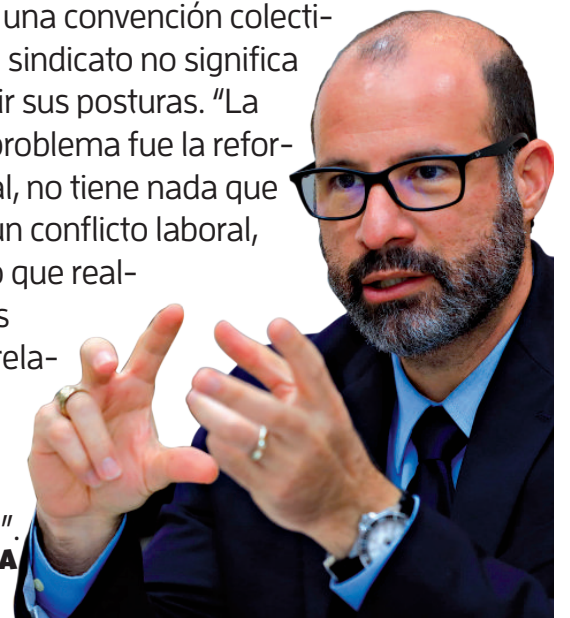 una convención colecti-
sindicato no significa
ir sus posturas. “La
problema fue la refor-
al, no tiene nada que
un conflicto laboral,
o que real-
s
rela-
”.
A